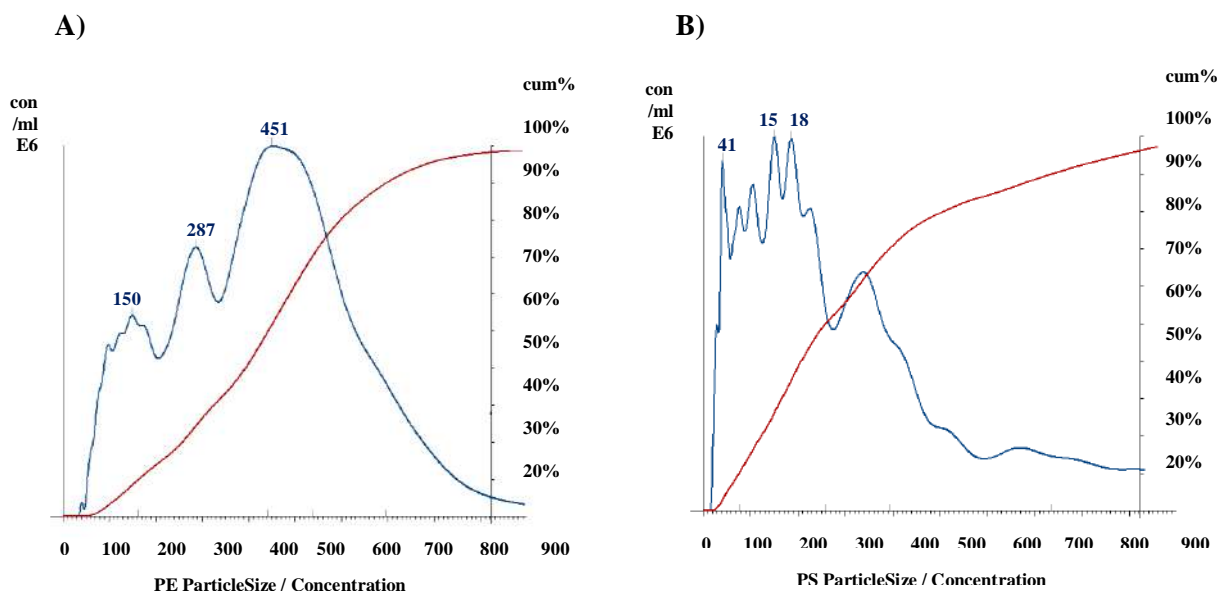 A)
con
/ml
E6
cum%
100%
90%
80%
70%
60%
50%
40%
30%
20%
150
287
451
0 100 200 300 400 500 600 700 800 900
PE ParticleSize / Concentration
B)
con
/ml
E6
cum%
100%
90%
80%
70%
60%
50%
40%
30%
20%
41
15
18
0 100 200 300 400 500 600 700 800 900
PS ParticleSize / Concentration